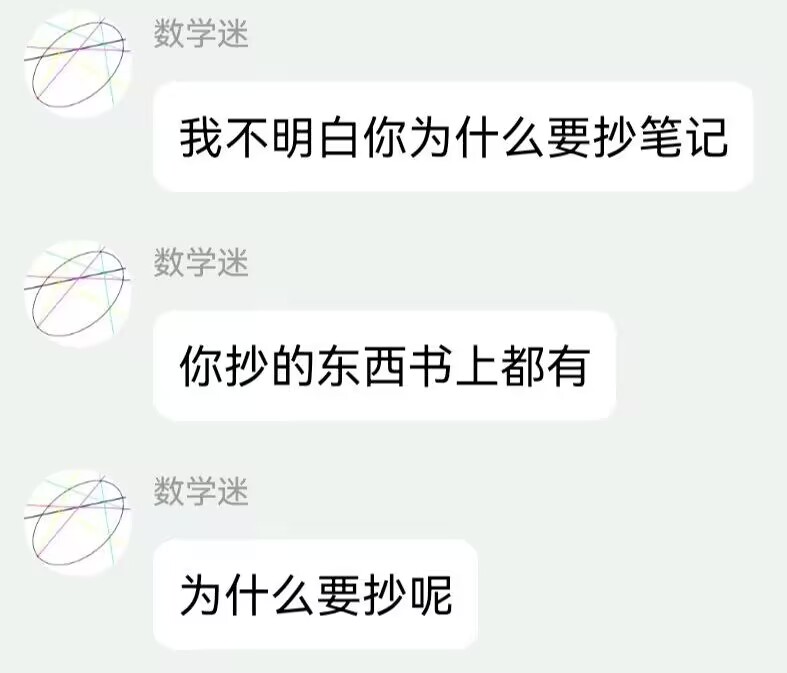 数学迷
我不明白你为什么要抄笔记
数学迷
你抄的东西书上都有
数学迷
为什么要抄呢